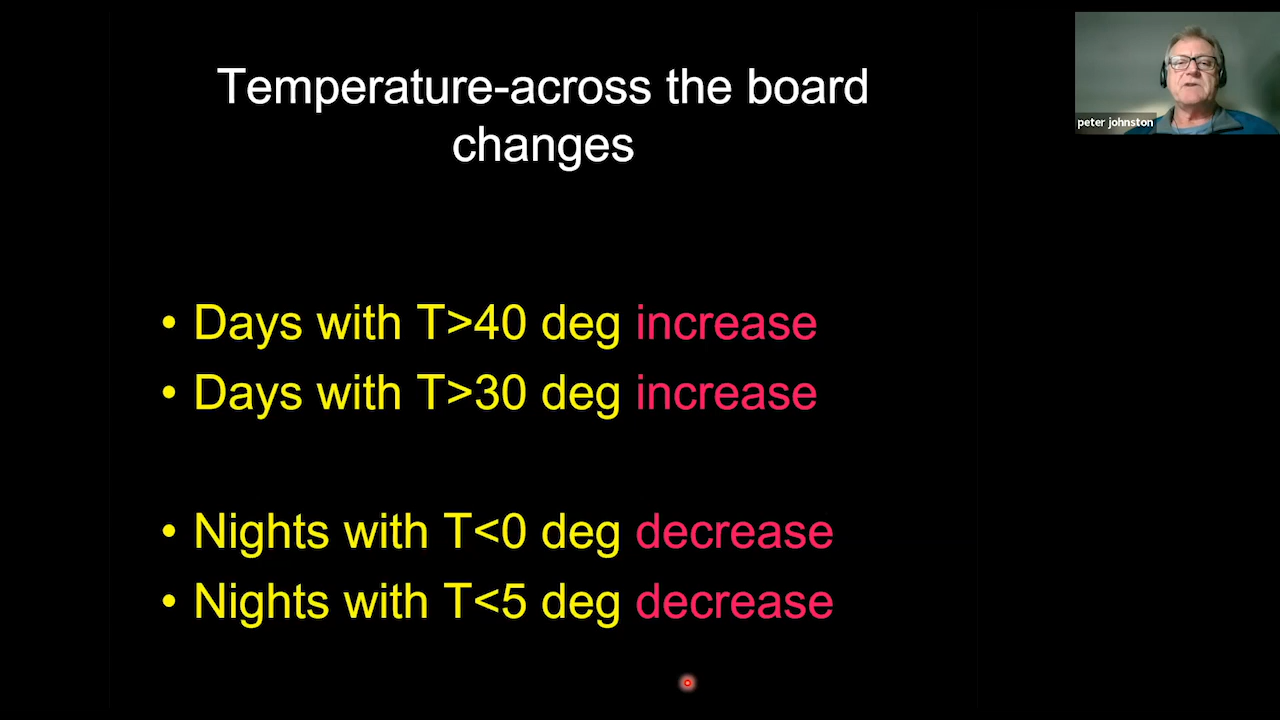 Temperature-across the board
changes
• Days with T>40 deg increase
• Days with T>30 deg increase
• Nights with T<0 deg decrease
• Nights with T<5 deg decrease
peter johnston